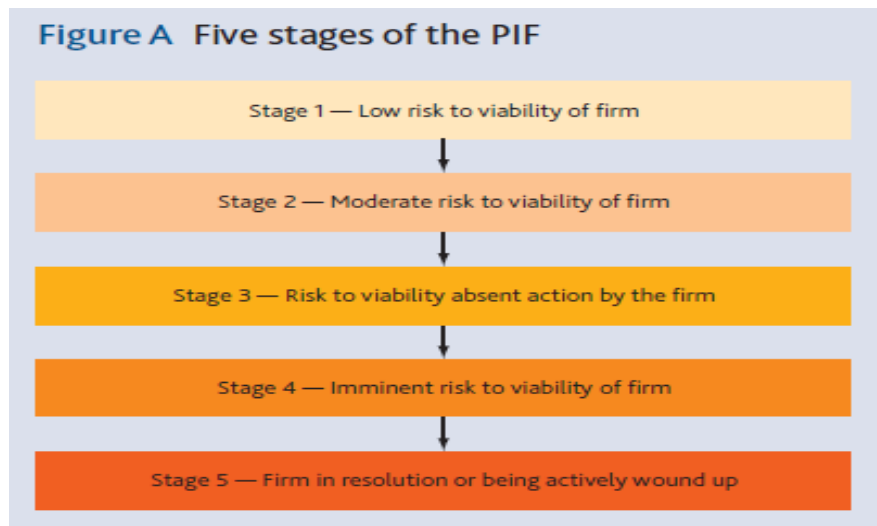 Figure A Five stages of the PIF
Stage 1 — Low risk to viability of firm
Stage 2 — Moderate risk to viability of firm
Stage 3 — Risk to viability absent action by the firm
Stage 4 — Imminent risk to viability of firm
Stage 5 — Firm in resolution or being actively wound up